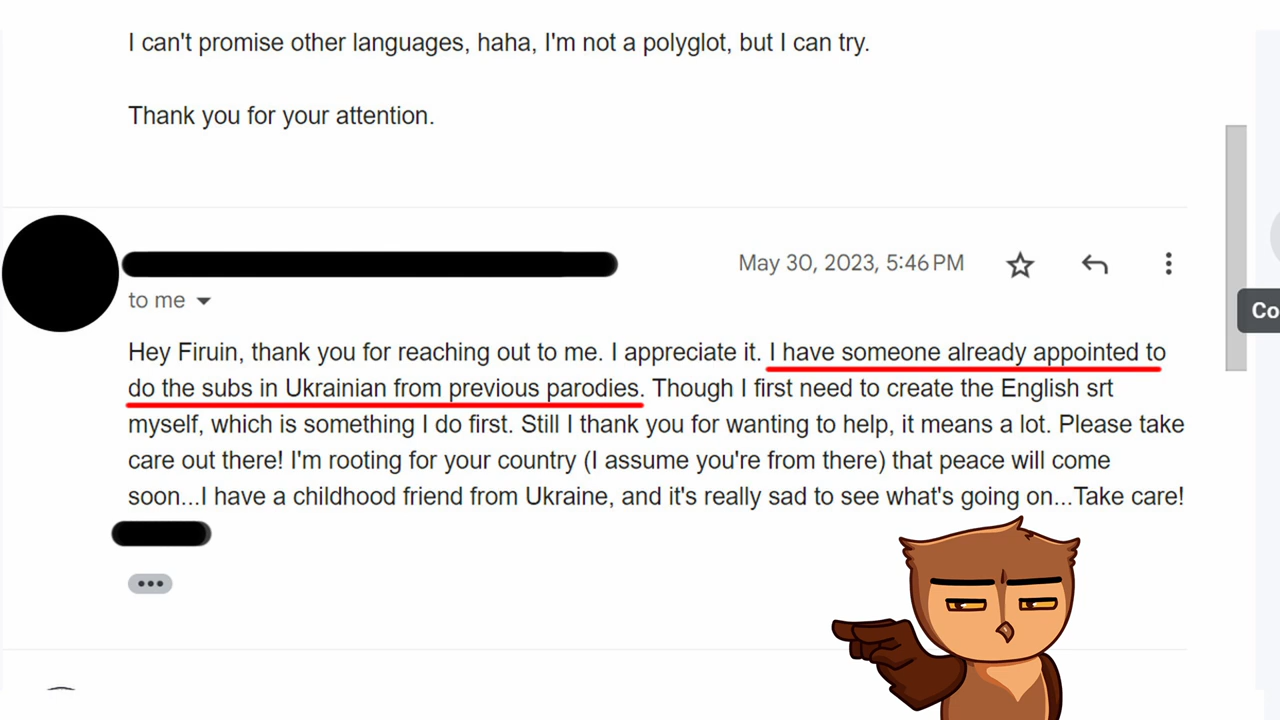 I can't promise other languages, haha, I'm not a polyglot, but I can try.
Thank you for your attention.
May 30, 2023, 5:46 PM
to me
Hey Firuin, thank you for reaching out to me. I appreciate it. I have someone already appointed to
do the subs in Ukrainian from previous parodies. Though I first need to create the English srt
myself, which is something I do first. Still I thank you for wanting to help, it means a lot. Please take
care out there! I'm rooting for your country (I assume you're from there) that peace will come
soon...I have a childhood friend from Ukraine, and it's really sad to see what's going on...Take care!
Co